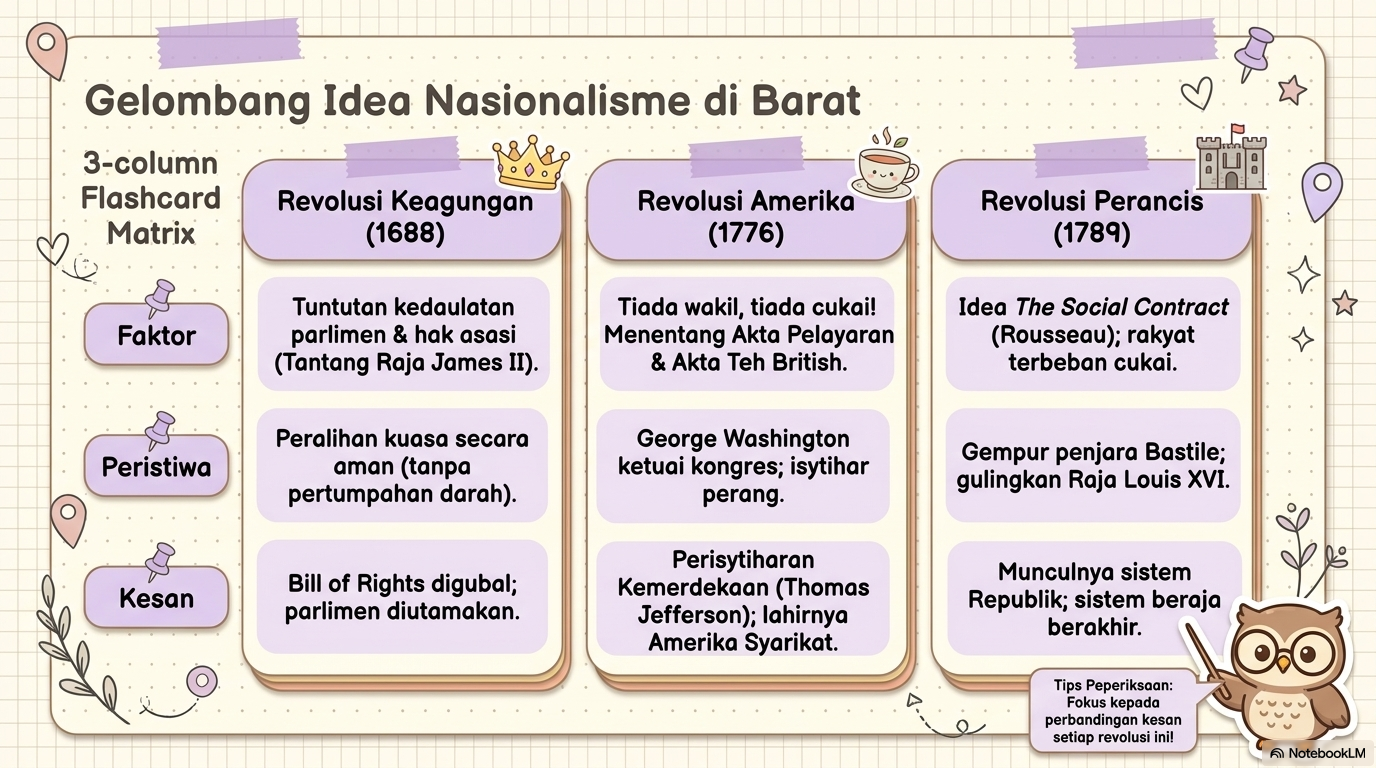 Gelombang Idea Nasionalisme di Barat
3-column
Flashcard
Matrix
Revolusi Keagungan
(1688)
Revolusi Amerika
(1776)
Revolusi Perancis
(1789)
Faktor
Tuntutan kedaulatan
parlimen & hak asasi
(Tantang Raja James II).
Tiada wakil, tiada cukai!
Menentang Akta Pelayaran
& Akta Teh British.
Idea The Social Contract
(Rousseau); rakyat
terbeban cukai.
Peristiwa
Peralihan kuasa secara
aman (tanpa
pertumpahan darah).
George Washington
ketuai kongres; isytihar
perang.
Gempur penjara Bastile;
gulingkan Raja Louis XVI.
Kesan
Bill of Rights digubal;
parlimen diutamakan.
Perisytiharan
Kemerdekaan (Thomas
Jefferson); lahirnya
Amerika Syarikat.
Munculnya sistem
Republik; sistem beraja
berakhir.
Tips Peperiksaan:
Fokus kepada
perbandingan kesan
setiap revolusi ini!
NotebookLM